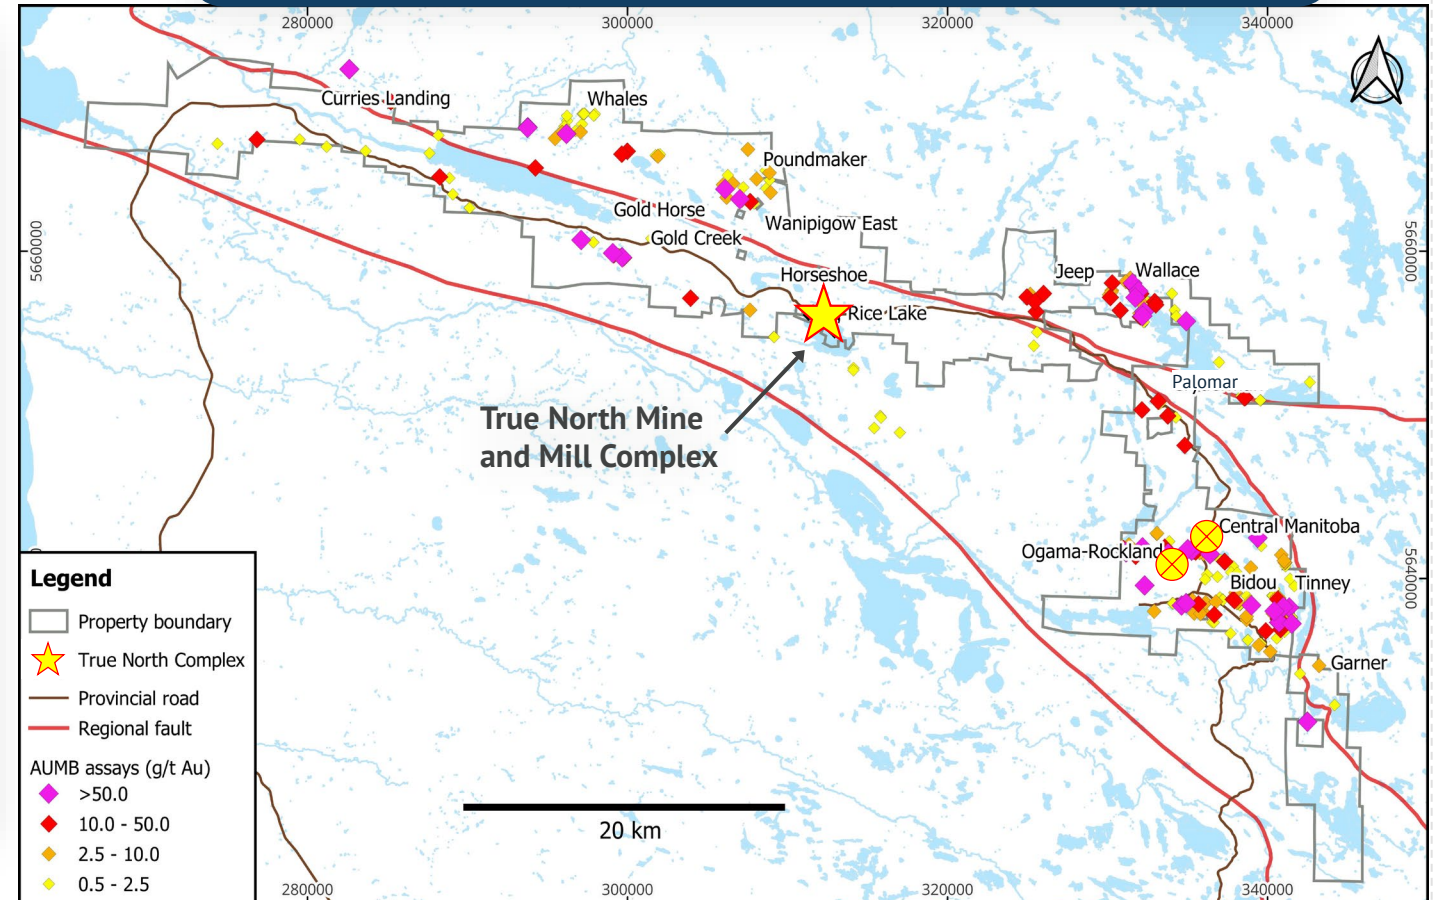 280000
300000
320000
340000
Curries Landing
Whales
Poundmaker
Gold Horse
Wanipigow East
Gold Creek
5660000
5660000
Horseshoe
Jeep
Wallace
Rice Lake
Palomar
True North Mine
and Mill Complex
Central Manitoba
Ogama-Rockland
Bidou
Tinney
5640000
Garner
Legend
Property boundary
True North Complex
Provincial road
Regional fault
AUMB assays (g/t Au)
>50.0
10.0 - 50.0
2.5 - 10.0
0.5 - 2.5
20 km
280000
300000
320000
340000